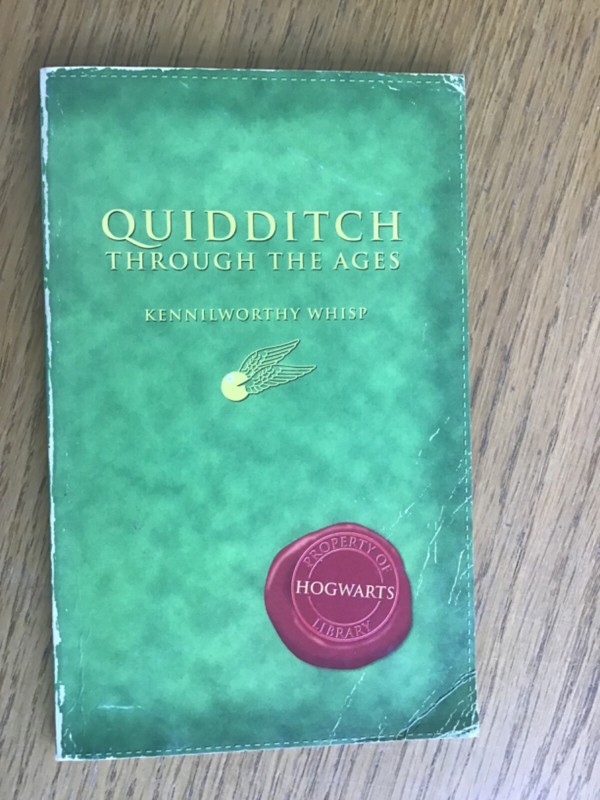 QUIDDITCH
THROUGH THE AGES
KENNILWORTHY WHISP
PROPERTY OF
HOGWARTS
LIBRARY